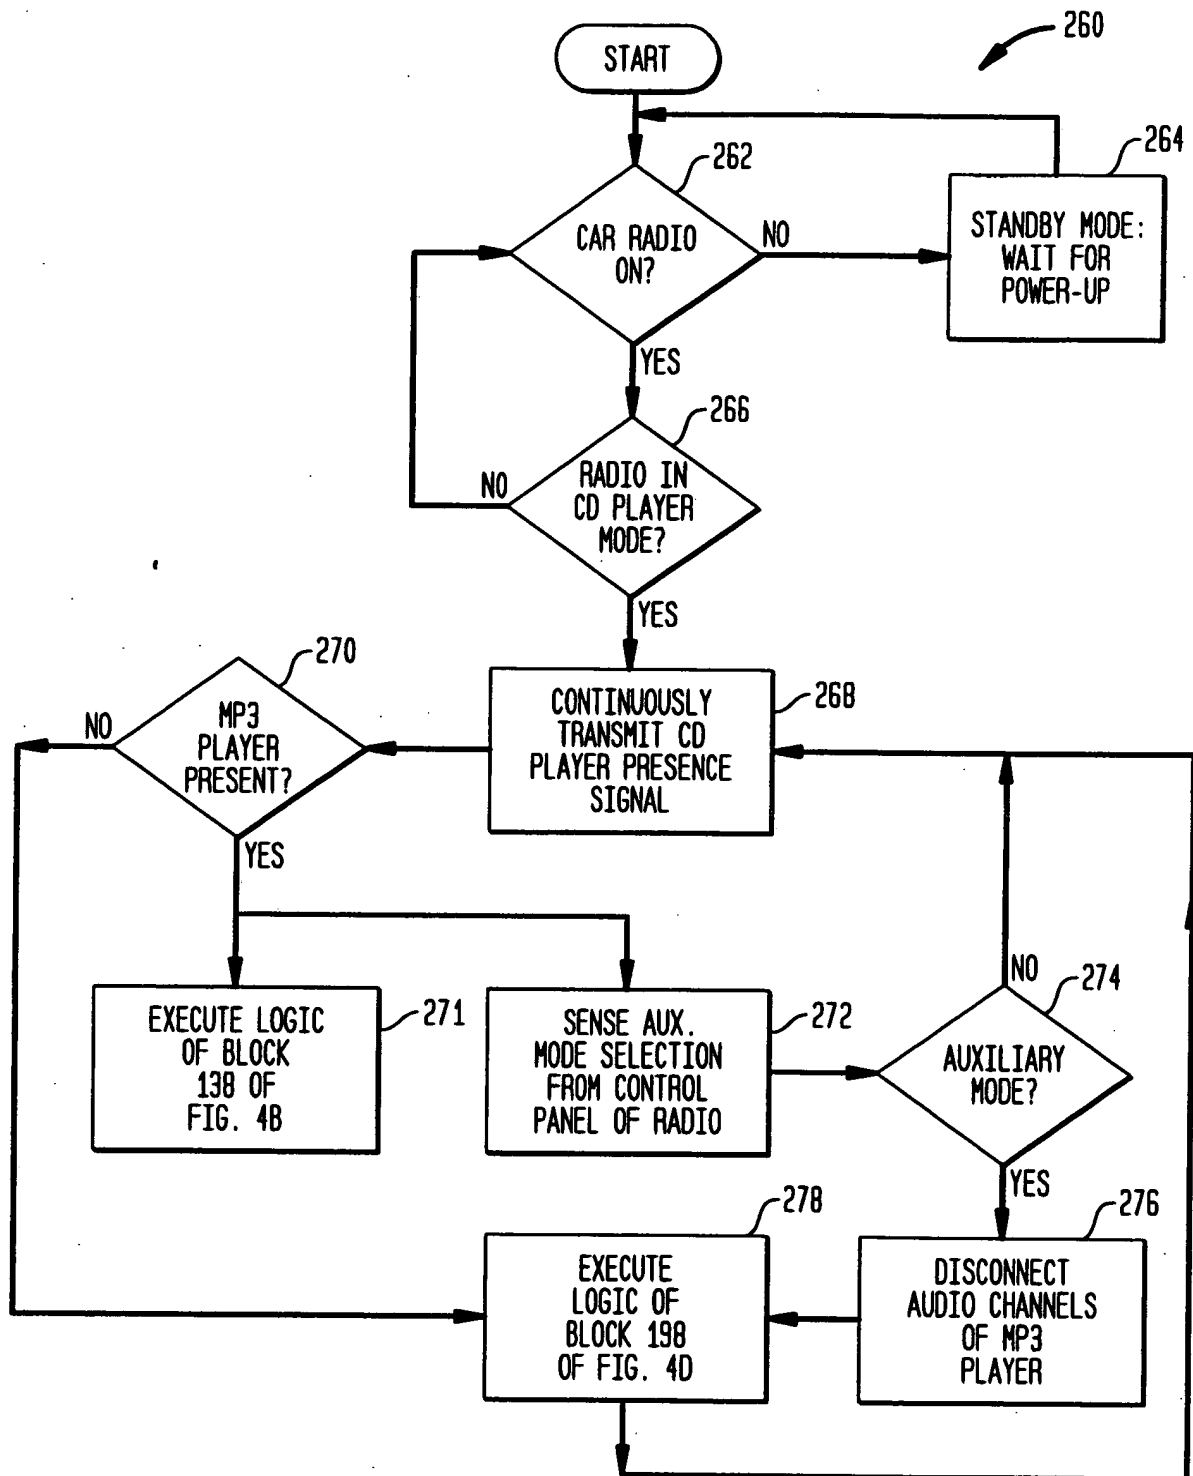 260
START
262
CAR RADIO
ON?
NO
264
STANDBY MODE:
WAIT FOR
POWER-UP
YES
266
RADIO IN
CD PLAYER
MODE?
NO
YES
270
MP3
PLAYER
PRESENT?
NO
YES
268
CONTINUOUSLY
TRANSMIT CD
PLAYER PRESENCE
SIGNAL
271
EXECUTE LOGIC
OF BLOCK
138 OF
FIG. 4B
272
SENSE AUX.
MODE SELECTION
FROM CONTROL
PANEL OF RADIO
NO
274
AUXILIARY
MODE?
YES
278
EXECUTE
LOGIC OF
BLOCK 198
OF FIG. 4D
276
DISCONNECT
AUDIO CHANNELS
OF MP3
PLAYER